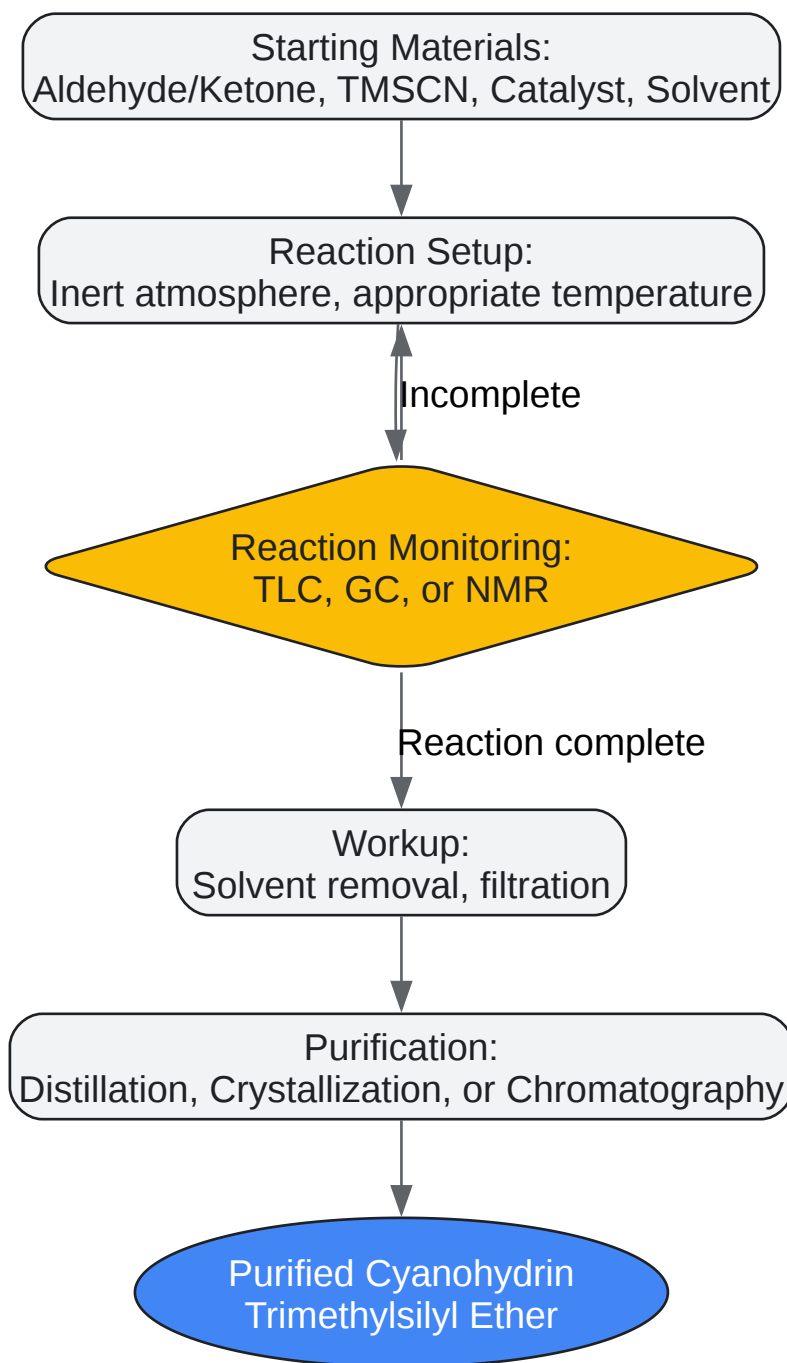 Starting Materials:
Aldehyde/Ketone, TMSCN, Catalyst, Solvent
Reaction Setup:
Inert atmosphere, appropriate temperature
Incomplete
Reaction Monitoring:
TLC, GC, or NMR
Reaction complete
Workup:
Solvent removal, filtration
Purification:
Distillation, Crystallization, or Chromatography
Purified Cyanohydrin
Trimethylsilyl Ether